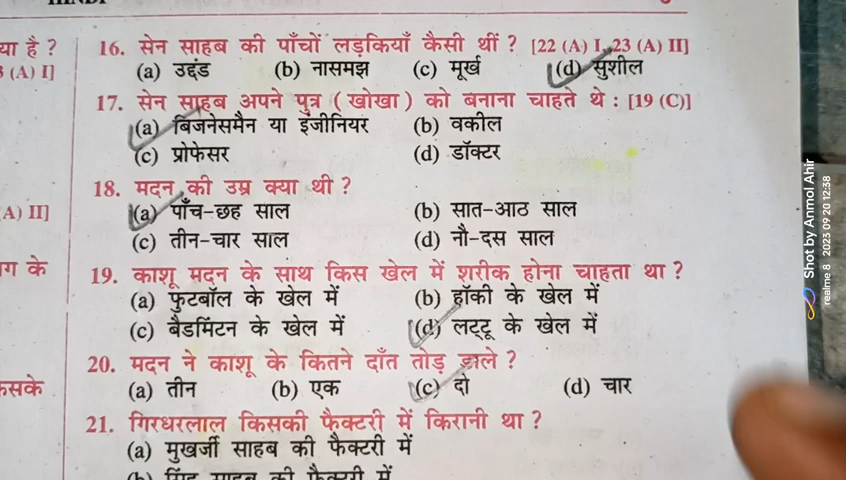 या है ?
(A) I]
A) II]
ग के
16. सेन साहब की पाँचों लड़कियाँ कैसी थीं ? [22 (A) I, 23 (A) II]
(a) उद्दंड (b) नासमझ (c) मूर्ख (d) सुशील
17. सेन साहब अपने पुत्र ( खोखा ) को बनाना चाहते थे : [19 (C)]
(a) बिजनेसमैन या इंजीनियर (b) वकील
(c) प्रोफेसर (d) डॉक्टर
18. मदन की उम्र क्या थी ?
(a) पाँच-छह साल (b) सात-आठ साल
(c) तीन-चार साल (d) नौ-दस साल
19. काशू मदन के साथ किस खेल में शरीक होना चाहता था ?
(a) फुटबॉल के खेल में (b) हॉकी के खेल में
(c) बैडमिंटन के खेल में (d) लट्टू के खेल में
20. मदन ने काशू के कितने दाँत तोड़ डाले ?
(a) तीन (b) एक (c) दो (d) चार
21. गिरधरलाल किसकी फैक्टरी में किरानी था ?
(a) मुखर्जी साहब की फैक्टरी में
Shot by Anmol Ahir
realme 8 2023 09 20 12:38